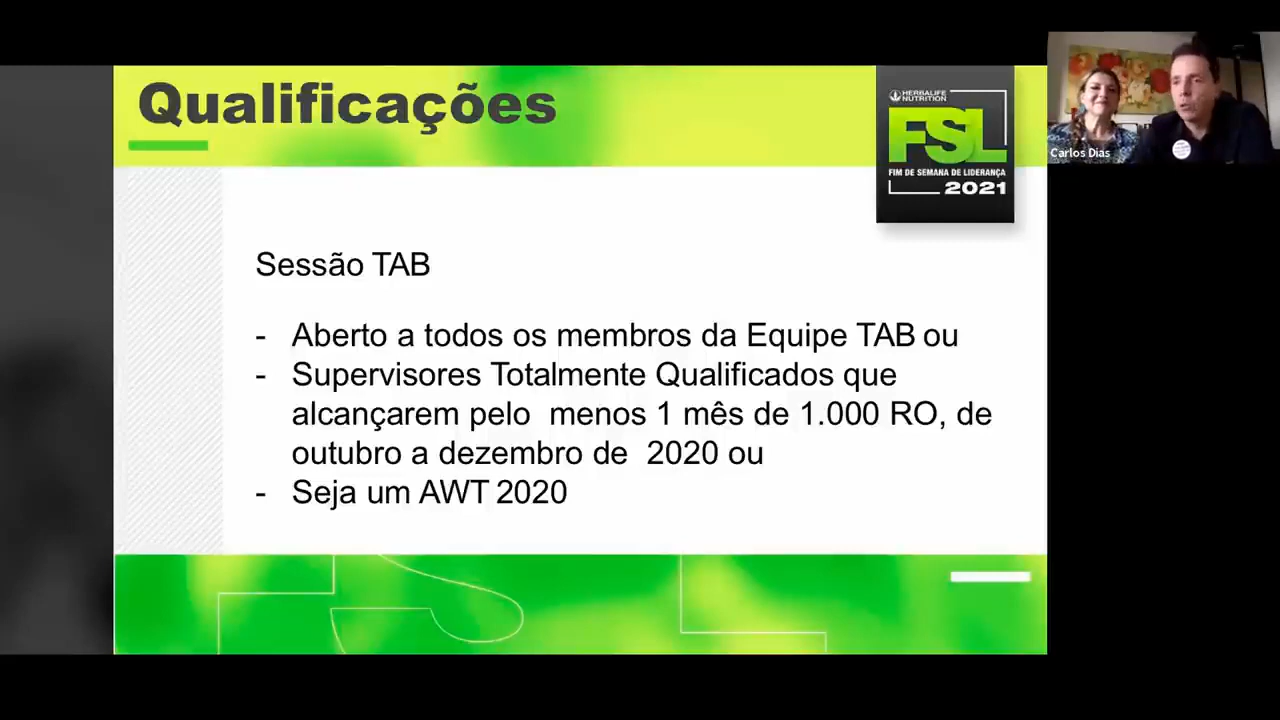 Qualificações
HERBALIFE
NUTRITION
FSL
FIM DE SEMANA DE LIDERANÇA
2021
Carlos Dias
Sessão TAB
- Aberto a todos os membros da Equipe TAB ou
- Supervisores Totalmente Qualificados que
alcançarem pelo menos 1 mês de 1.000 RO, de
outubro a dezembro de 2020 ou
- Seja um AWT 2020
FSL